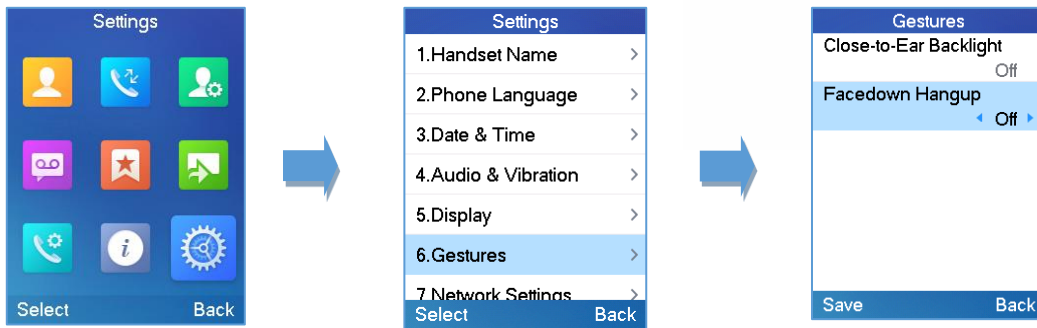 Settings
Select Back
Settings
1.Handset Name
2.Phone Language
3.Date & Time
4.Audio & Vibration
5.Display
6.Gestures
7.Network Settings
Select Back
Gestures
Close-to-Ear Backlight
Off
Facedown Hangup
Off
Save Back